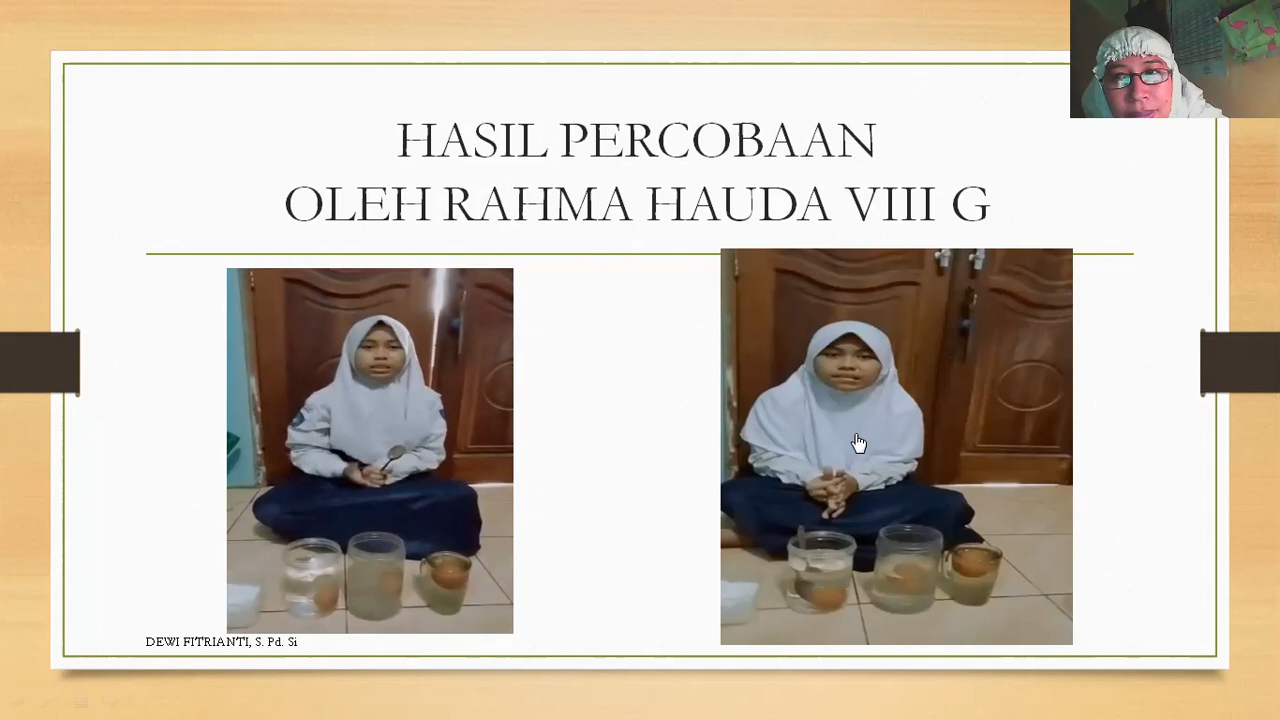 HASIL PERCOBAAN
OLEH RAHMA HAUDA VIII G
DEWI FITRIANTI, S. Pd. Si